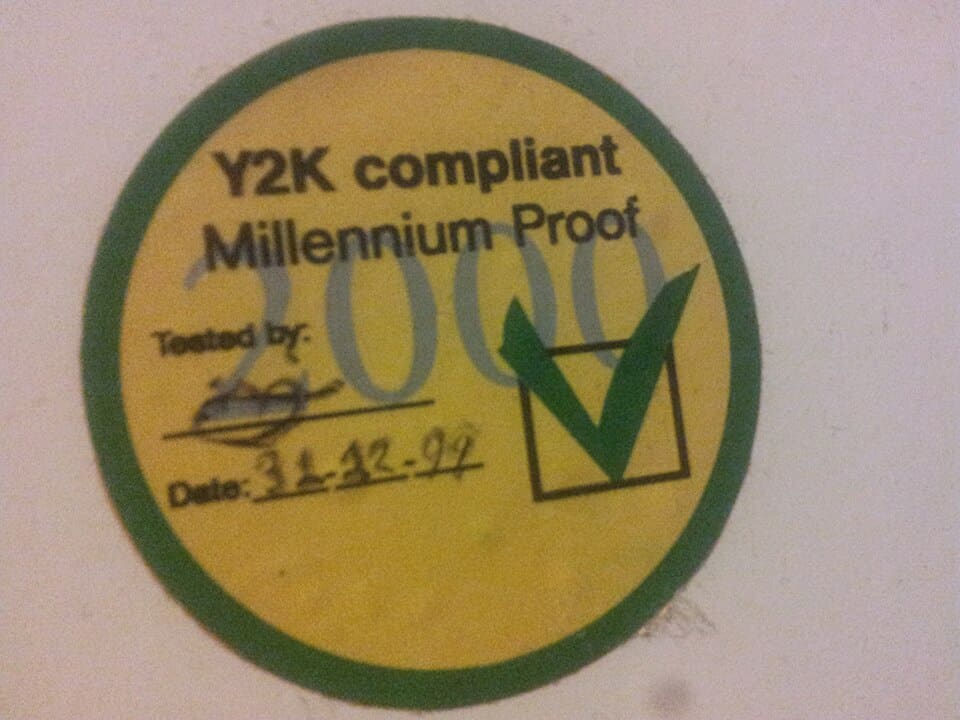 Y2K compliant
Millennium Proof
2000
Tested by:
Date: 31-12-99